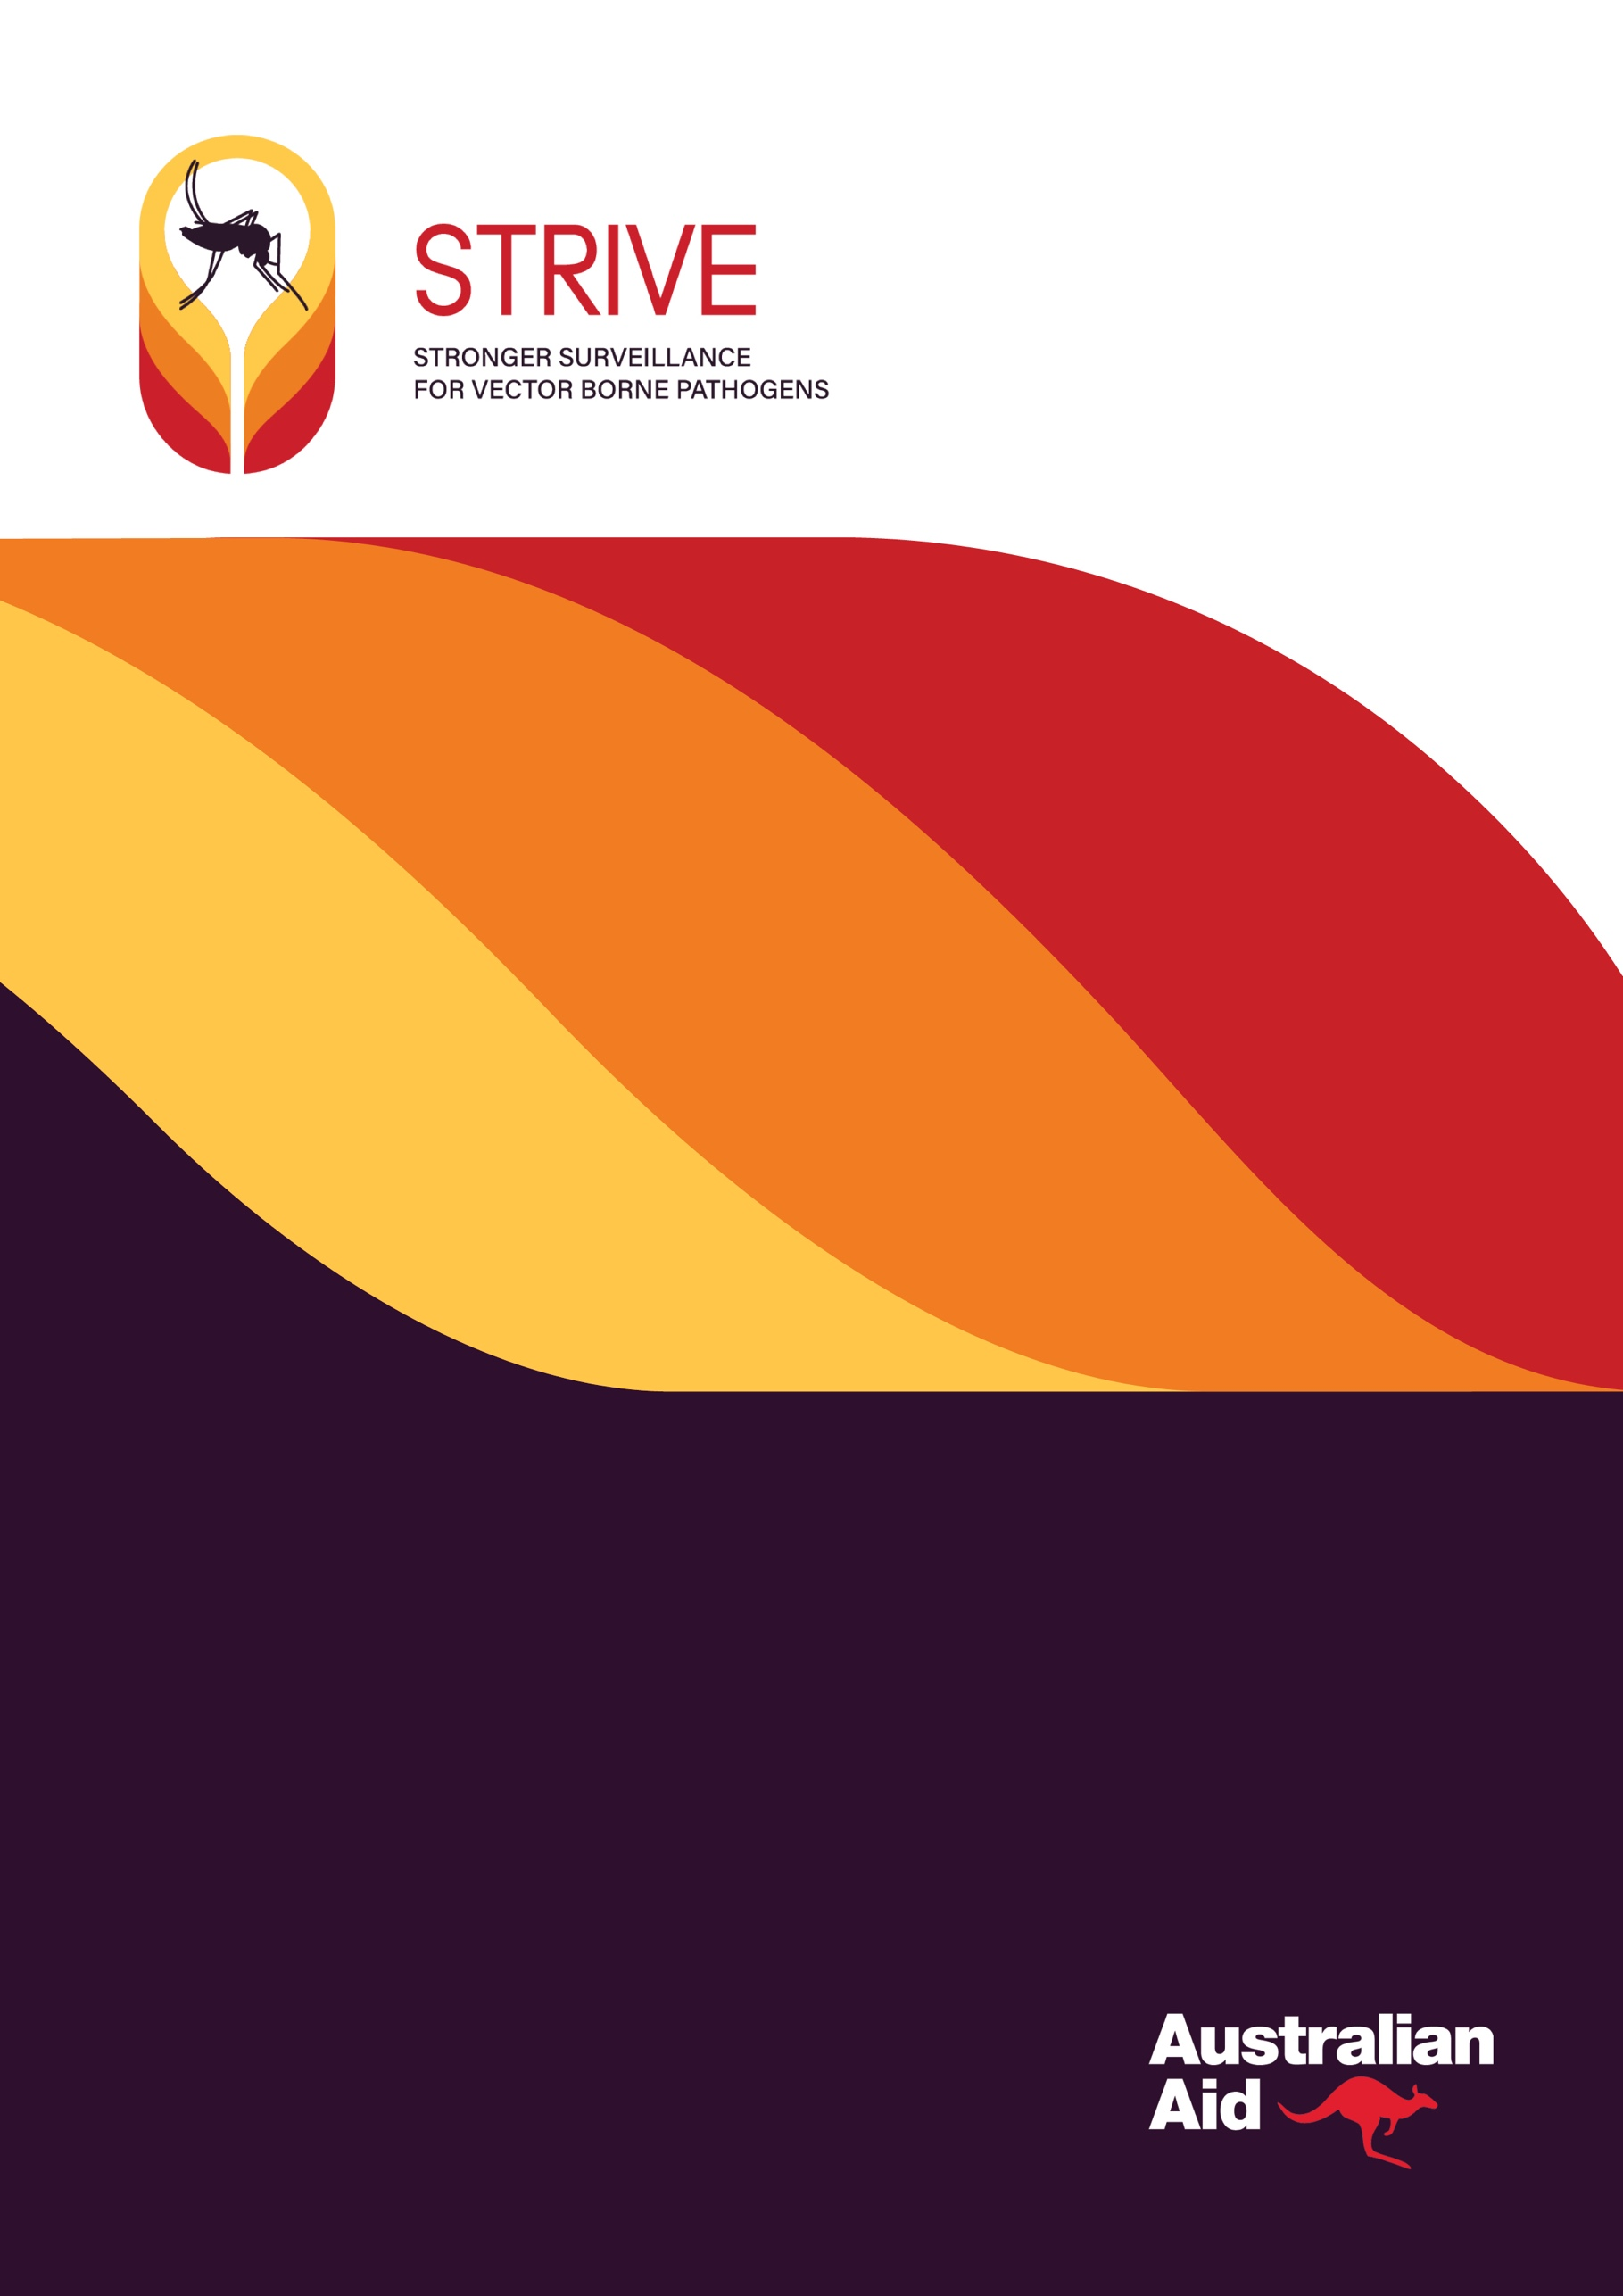 STRIVE
STRONGER SURVEILLANCE
FOR VECTOR BORNE PATHOGENS
Australian
Aid